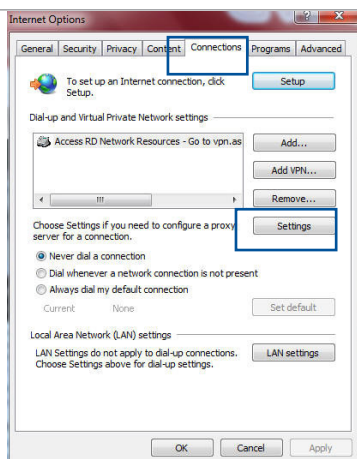 Internet Options
General Security Privacy Content Connections Programs Advanced
To set up an Internet connection, click
Setup.
Setup
Dial-up and Virtual Private Network settings
Access RD Network Resources - Go to vpn.as
Add...
Add VPN...
Remove...
Choose Settings if you need to configure a proxy
server for a connection.
Settings
Never dial a connection
Dial whenever a network connection is not present
Always dial my default connection
Current None
Set default
Local Area Network (LAN) settings
LAN Settings do not apply to dial-up connections.
Choose Settings above for dial-up settings.
LAN settings
OK Cancel Apply